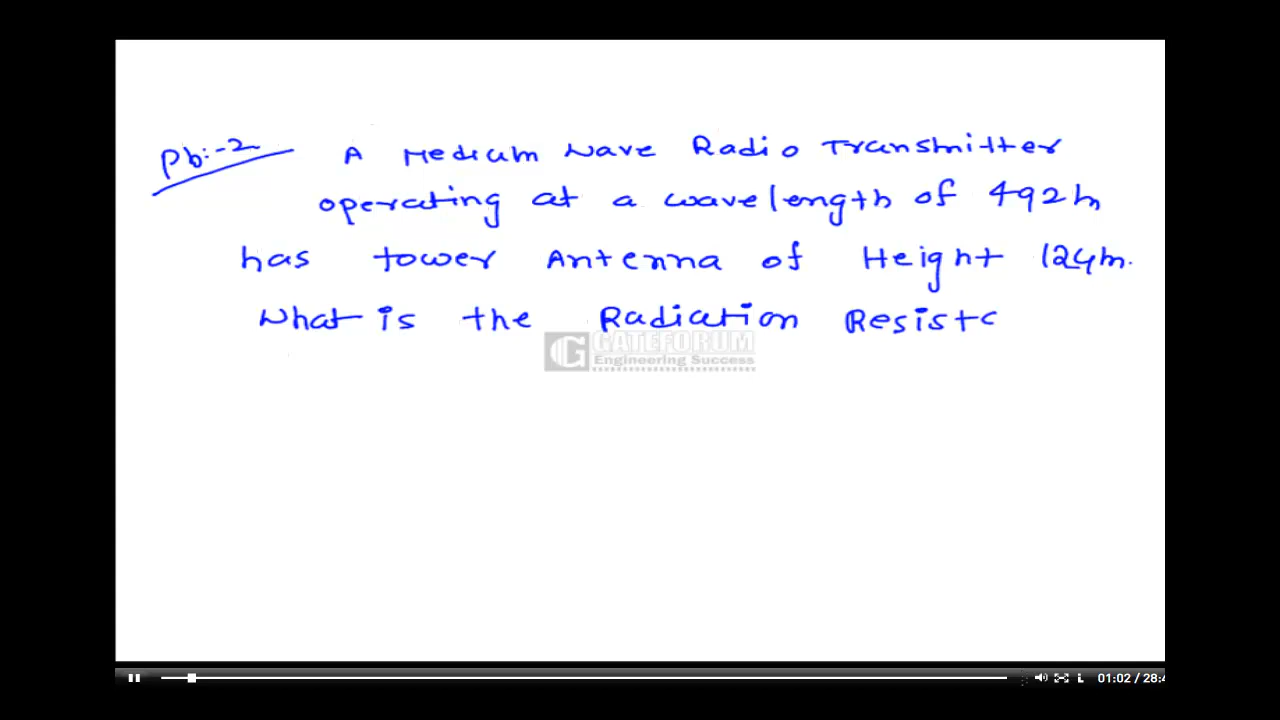 Pb:-2 A Medium Wave Radio Transmitter
operating at a wavelength of 492m
has tower Antenna of Height 124m.
What is the Radiation Resista
G GATEFORUM
Engineering Success
01:02 / 28:4